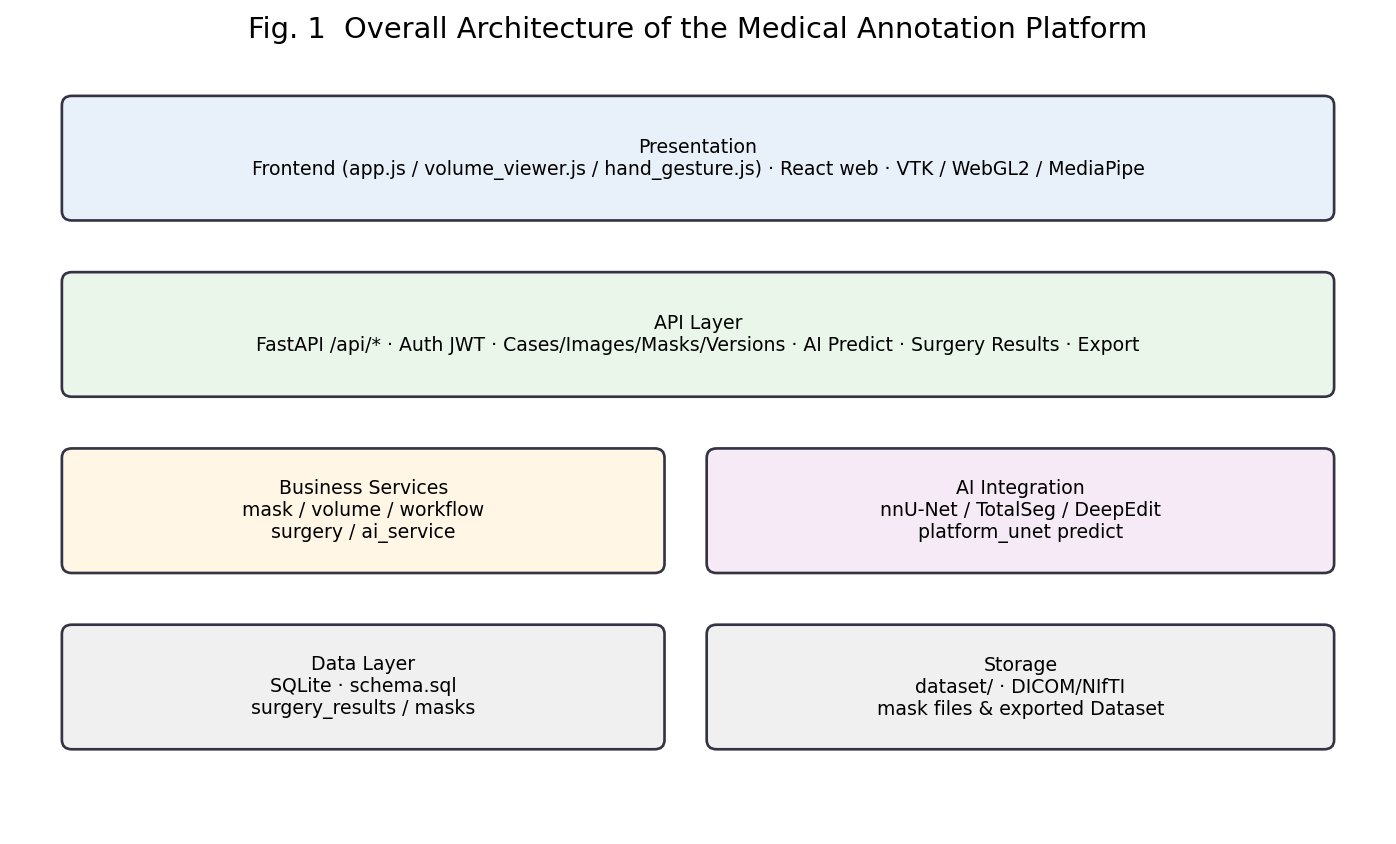 Fig. 1  Overall Architecture of the Medical Annotation Platform
Presentation
Frontend (app.js / volume_viewer.js / hand_gesture.js) · React web · VTK / WebGL2 / MediaPipe
API Layer
FastAPI /api/* · Auth JWT · Cases/Images/Masks/Versions · AI Predict · Surgery Results · Export
Business Services
mask / volume / workflow
surgery / ai_service
AI Integration
nnU-Net / TotalSeg / DeepEdit
platform_unet predict
Data Layer
SQLite · schema.sql
surgery_results / masks
Storage
dataset/ · DICOM/NIfTI
mask files & exported Dataset